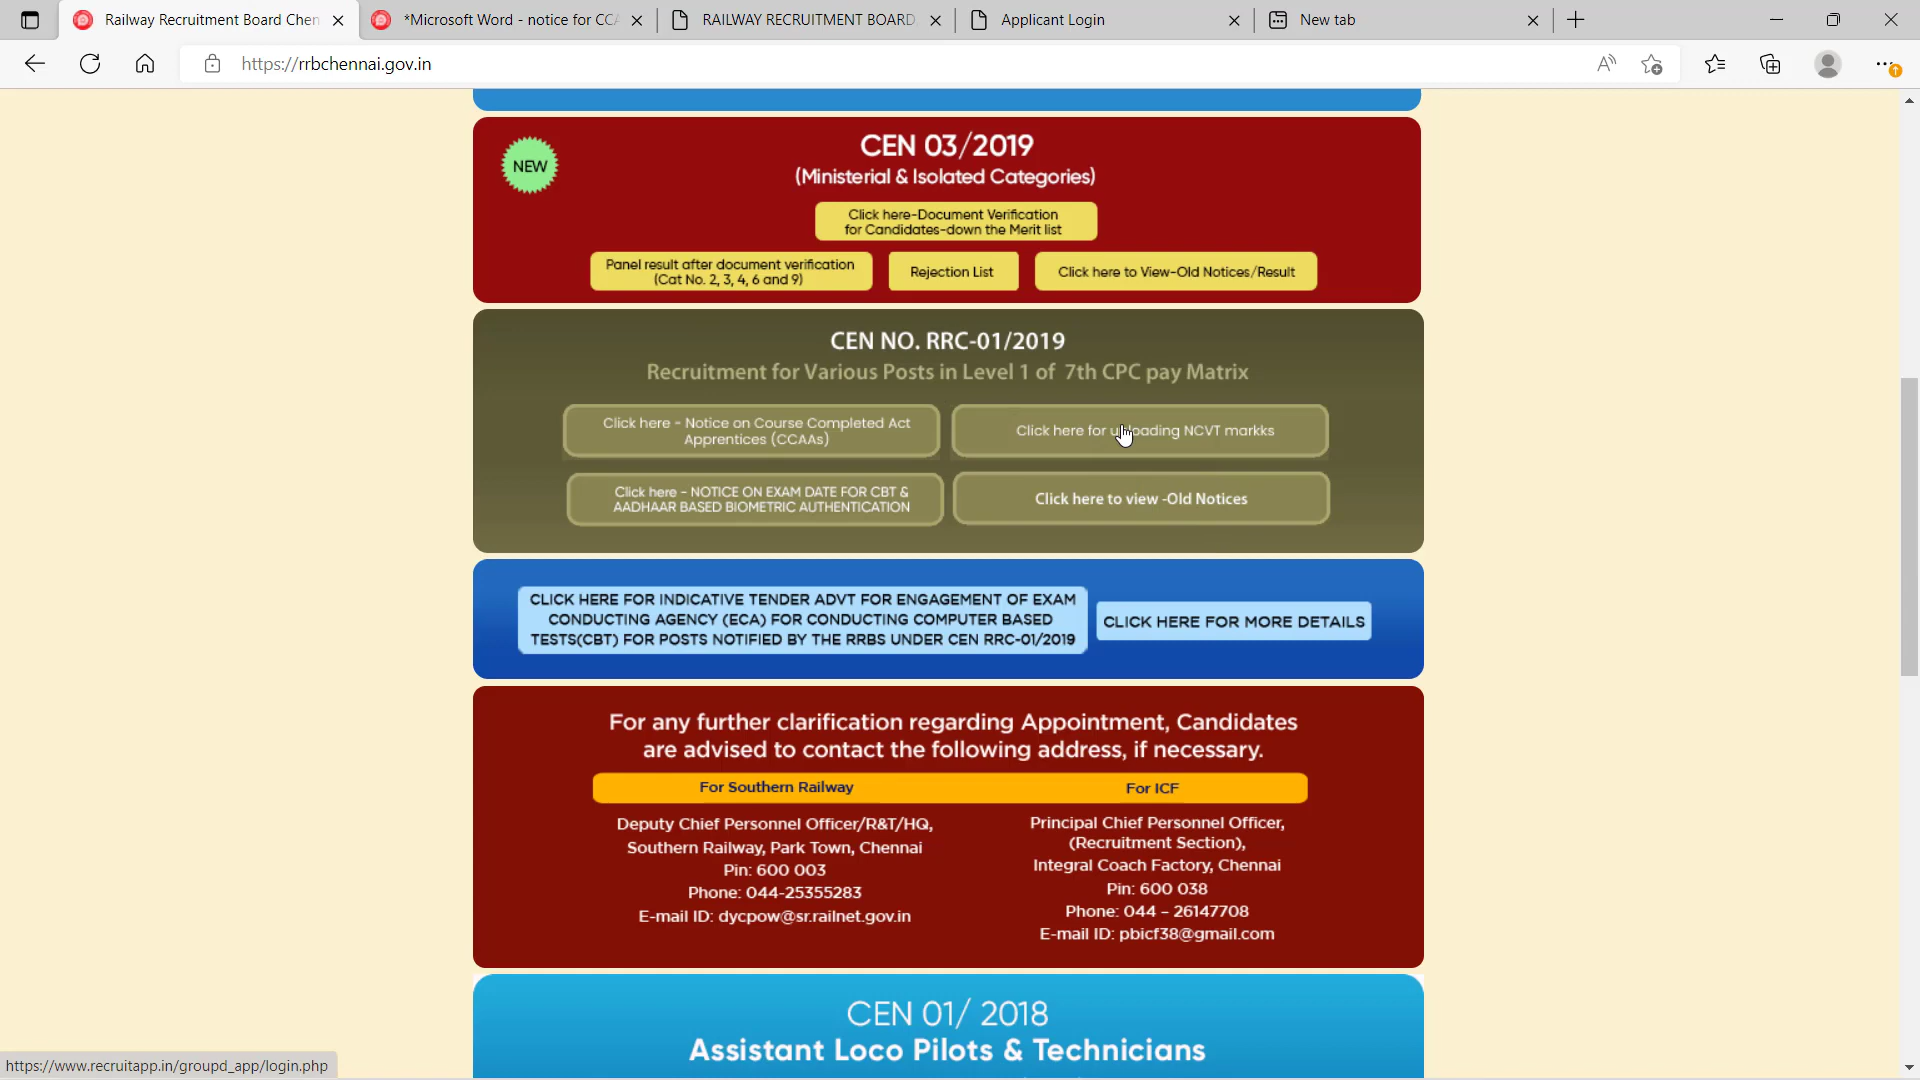 Railway Recruitment Board Chen
*Microsoft Word - notice for CCA
RAILWAY RECRUITMENT BOARD
Applicant Login
New tab
https://rrbchennai.gov.in
NEW
CEN 03/2019
(Ministerial & Isolated Categories)
Click here-Document Verification
for Candidates-down the Merit list
Panel result after document verification
(Cat No. 2, 3, 4, 6 and 9)
Rejection List
Click here to View-Old Notices/Result
CEN NO. RRC-01/2019
Recruitment for Various Posts in Level 1 of 7th CPC pay Matrix
Click here - Notice on Course Completed Act
Apprentices (CCAAs)
Click here for uploading NCVT markks
Click here - NOTICE ON EXAM DATE FOR CBT &
AADHAAR BASED BIOMETRIC AUTHENTICATION
Click here to view -Old Notices
CLICK HERE FOR INDICATIVE TENDER ADVT FOR ENGAGEMENT OF EXAM
CONDUCTING AGENCY (ECA) FOR CONDUCTING COMPUTER BASED
TESTS(CBT) FOR POSTS NOTIFIED BY THE RRBS UNDER CEN RRC-01/2019
CLICK HERE FOR MORE DETAILS
For any further clarification regarding Appointment, Candidates
are advised to contact the following address, if necessary.
For Southern Railway
Deputy Chief Personnel Officer/R&T/HQ,
Southern Railway, Park Town, Chennai
Pin: 600 003
Phone: 044-25355283
E-mail ID: dycpow@sr.railnet.gov.in
For ICF
Principal Chief Personnel Officer,
(Recruitment Section),
Integral Coach Factory, Chennai
Pin: 600 038
Phone: 044 - 26147708
E-mail ID: pbicf38@gmail.com
CEN 01/ 2018
Assistant Loco Pilots & Technicians
https://www.recruitapp.in/groupd_app/login.php